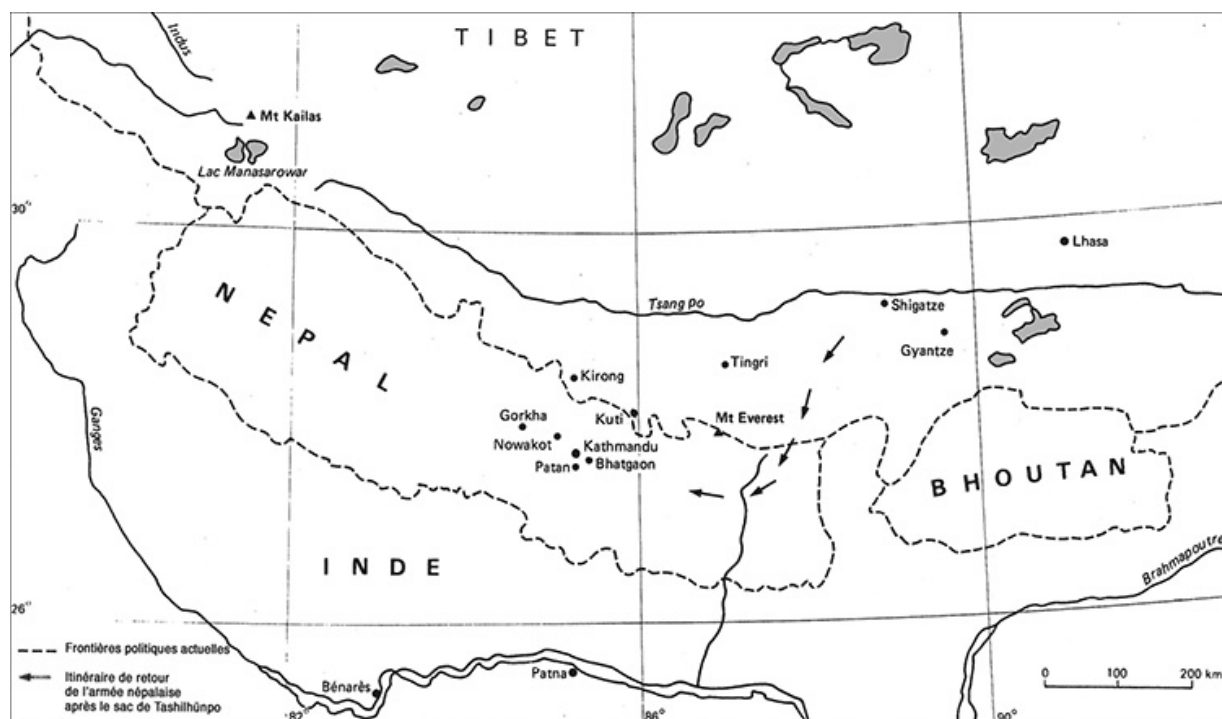 TIBET
Indus
Mt Kailas
Lac Manasarowar
30°
Lhasa
NEPAL
Tsang po
Shigatze
Gyantze
Tingri
Kirong
Gorkha
Kuti
Mt Everest
Nowakot
Kathmandu
Patan
Bhatgaon
BHOUTAN
Ganges
INDE
Brahmapoutre
26°
Frontières politiques actuelles
Itinéraire de retour
de l'armée népalaise
après le sac de Tashilhünpo
Bénarès
Patna
0 100 200 km
82°
86°
90°